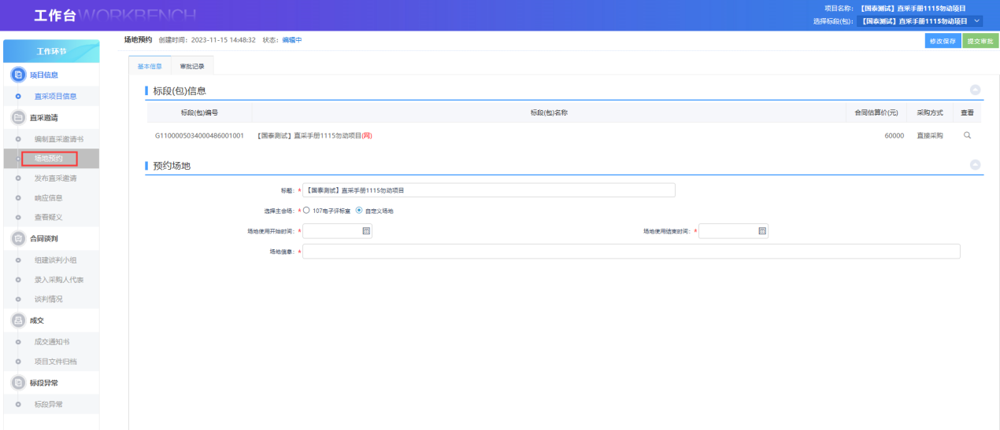 工作台WORKBENCH
项目名称：【国泰测试】直采手册1115勿动项目
选择标段(包)：【国泰测试】直采手册1115勿动项目
场地预约 创建时间：2023-11-15 14:48:32 状态：编辑中
修改保存 提交审批
工作环节
项目信息
直采项目信息
直采邀请
编制直采邀请书
场地预约
发布直采邀请
响应信息
查看疑义
合同谈判
组建谈判小组
录入采购人代表
谈判情况
成交
成交通知书
项目文件归档
标段异常
标段异常
基本信息 审批记录
标段(包)信息
标段(包)编号 标段(包)名称 合同估算价(元) 采购方式 查看
G1100005034000486001001 【国泰测试】直采手册1115勿动项目(网) 60000 直接采购
预约场地
标题：* 【国泰测试】直采手册1115勿动项目
选择主会场：* 107电子评标室 自定义场地
场地使用开始时间：* 场地使用结束时间：*
场地信息：*